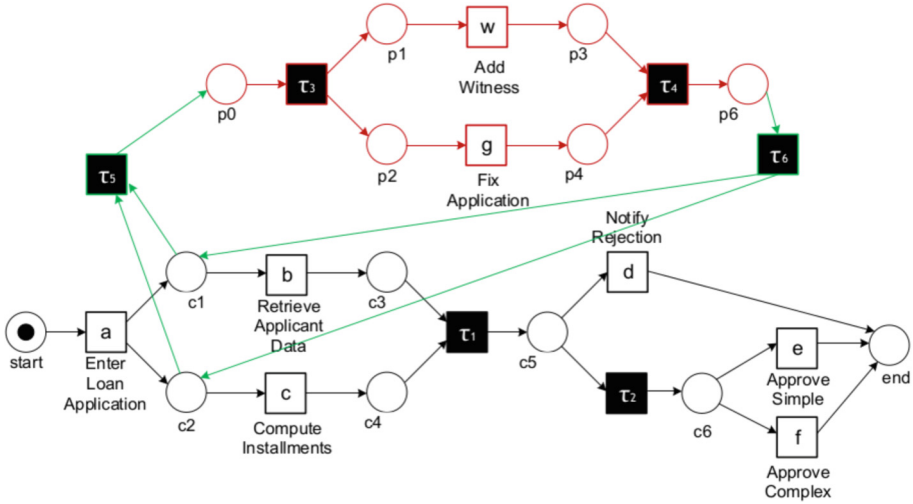 p1
w
p3
Add
Witness
p0
τ3
τ4
p6
p2
g
p4
Fix
Application
τ5
τ6
Notify
Rejection
c1
b
c3
d
Retrieve
Applicant
Data
start
a
τ1
c5
e
end
Enter
Loan
Application
Approve
Simple
c2
c
c4
τ2
c6
Compute
Installments
f
Approve
Complex